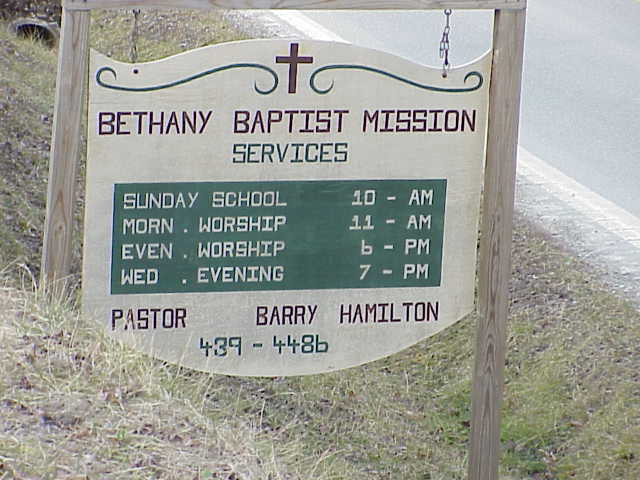 BETHANY BAPTIST MISSION
SERVICES
SUNDAY SCHOOL 10 - AM
MORN . WORSHIP 11 - AM
EVEN . WORSHIP 6 - PM
WED . EVENING 7 - PM
PASTOR BARRY HAMILTON
439 - 4486